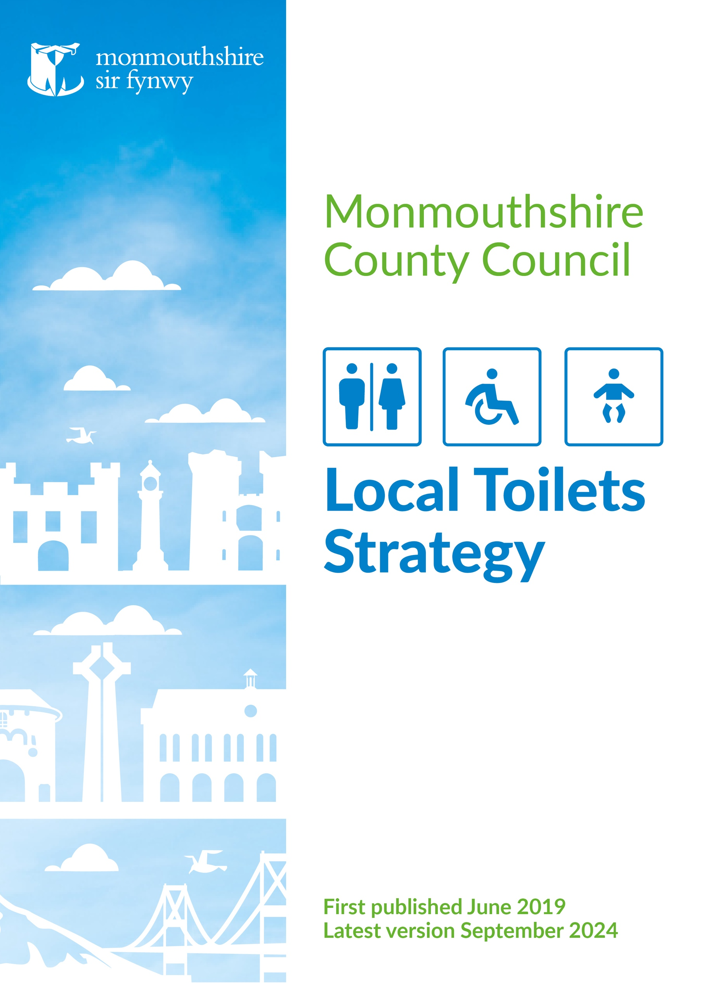 monmouthshire
sir fynwy
Monmouthshire
County Council
Local Toilets
Strategy
First published June 2019
Latest version September 2024